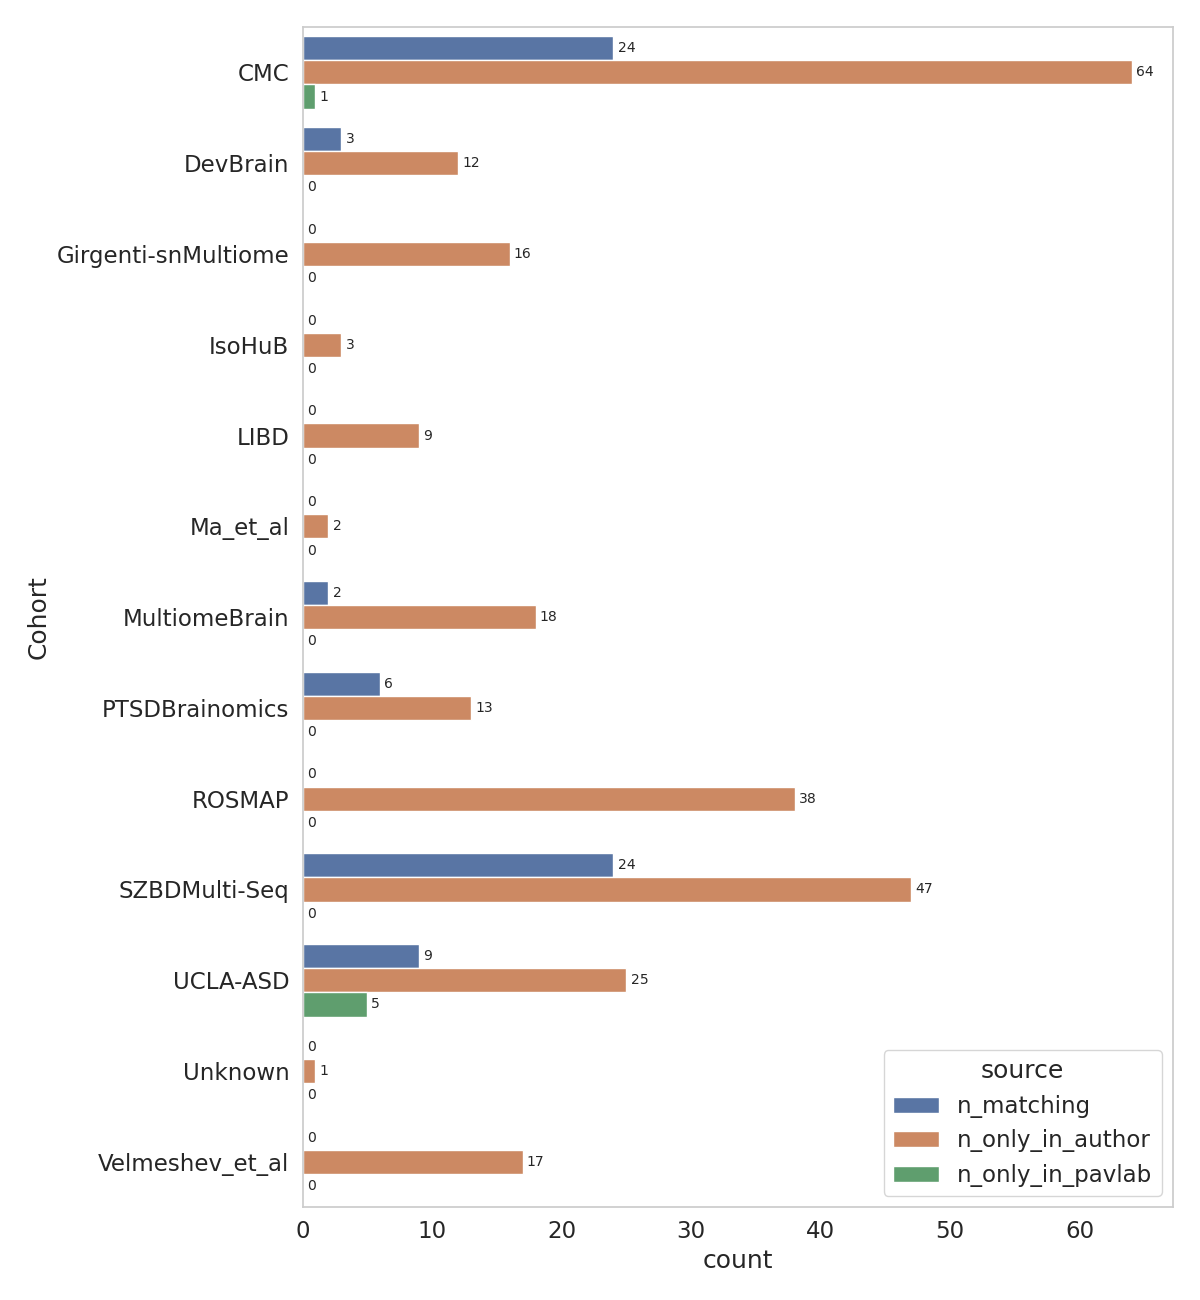 CMC
24
64
1
DevBrain
3
12
0
Girgenti-snMultiome
0
16
0
IsoHuB
0
3
0
LIBD
0
9
0
Ma_et_al
0
2
0
MultiomeBrain
2
18
0
PTSDBrainomics
6
13
0
ROSMAP
0
38
0
SZBDMulti-Seq
24
47
0
UCLA-ASD
9
25
5
Unknown
0
1
0
Velmeshev_et_al
0
17
0
Cohort
0 10 20 30 40 50 60
count
source
n_matching
n_only_in_author
n_only_in_pavlab